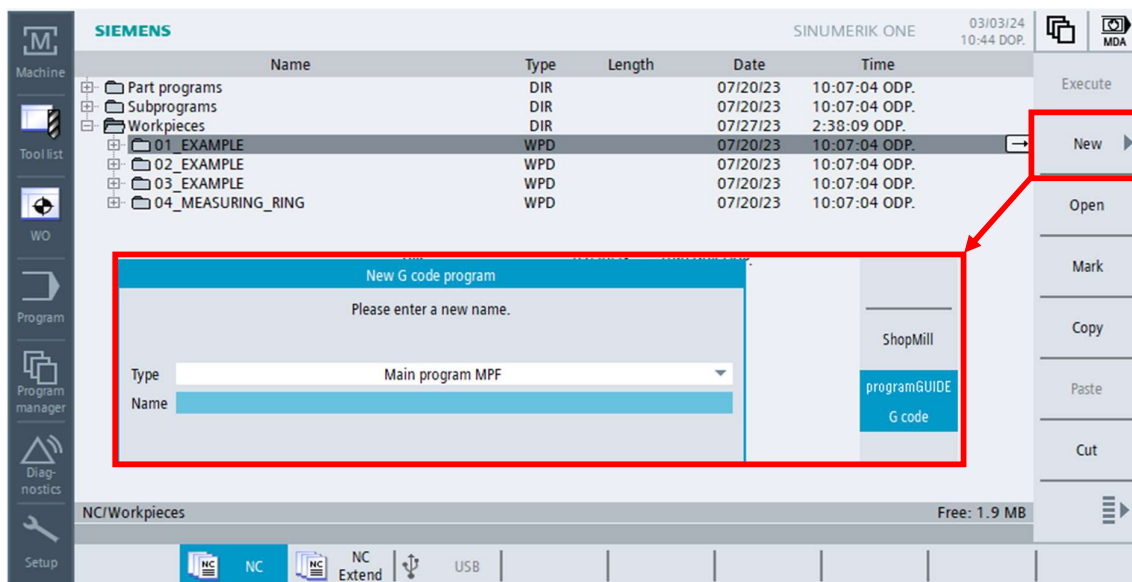 SIEMENS
SINUMERIK ONE
03/03/24
10:44 DOP.
MDA
Machine
Tool list
WO
Program
Program
manager
Diag-
nostics
Setup
Name Type Length Date Time
Part programs DIR 07/20/23 10:07:04 ODP.
Subprograms DIR 07/20/23 10:07:04 ODP.
Workpieces DIR 07/27/23 2:38:09 ODP.
01_EXAMPLE WPD 07/20/23 10:07:04 ODP.
02_EXAMPLE WPD 07/20/23 10:07:04 ODP.
03_EXAMPLE WPD 07/20/23 10:07:04 ODP.
04_MEASURING_RING WPD 07/20/23 10:07:04 ODP.
New G code program
Please enter a new name.
Type Main program MPF
Name
ShopMill
programGUIDE
G code
Execute
New
Open
Mark
Copy
Paste
Cut
NC/Workpieces Free: 1.9 MB
NC NC
NC NC
Extend
USB